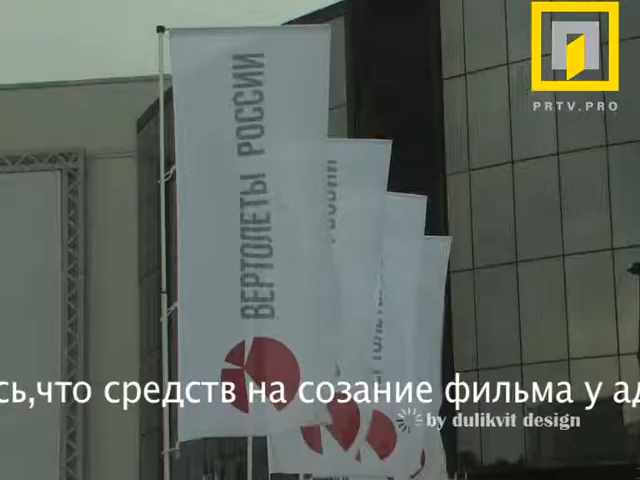 PRTV.PRO
ВЕРТОЛЕТЫ РОССИИ
сь,что средств на созание фильма у ад
by dulikvit design